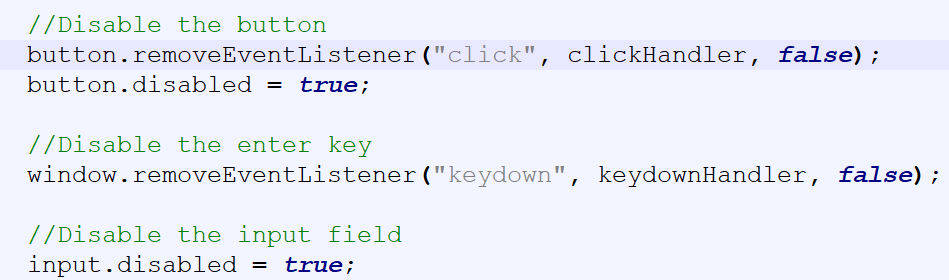 //Disable the button
button.removeEventListener("click", clickHandler, false);
button.disabled = true;
//Disable the enter key
window.removeEventListener("keydown", keydownHandler, false);
//Disable the input field
input.disabled = true;